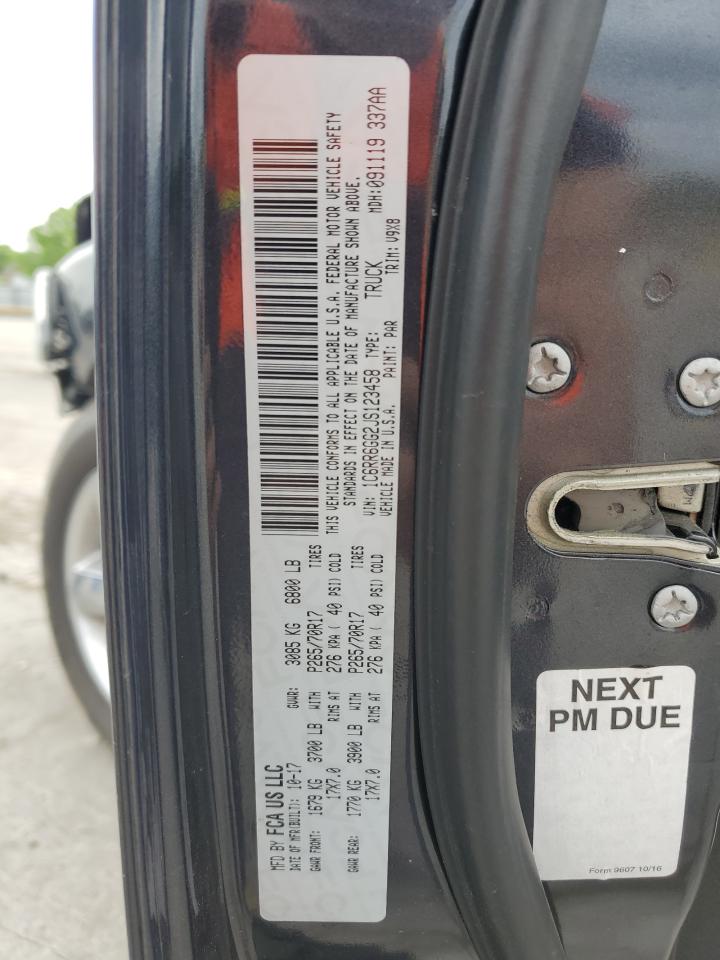 MFD BY FCA US LLC
DATE OF MFR(BUILT): 10-17 GVWR: 3085 KG 6800 LB
GAWR FRONT: 1679 KG 3700 LB WITH P265/70R17 TIRES
17X7.0 RIMS AT 276 KPA ( 40 PSI) COLD
GAWR REAR: 1770 KG 3900 LB WITH P265/70R17 TIRES
17X7.0 RIMS AT 276 KPA ( 40 PSI) COLD
THIS VEHICLE CONFORMS TO ALL APPLICABLE U.S.A. FEDERAL MOTOR VEHICLE SAFETY
STANDARDS IN EFFECT ON THE DATE OF MANUFACTURE SHOWN ABOVE.
VIN: 1C6RR6GG2JS123458 TYPE: TRUCK MDH:091119 337AA
VEHICLE MADE IN U.S.A. PAINT: PAR TRIM: V9X8
NEXT
PM DUE
Form 9607 10/16